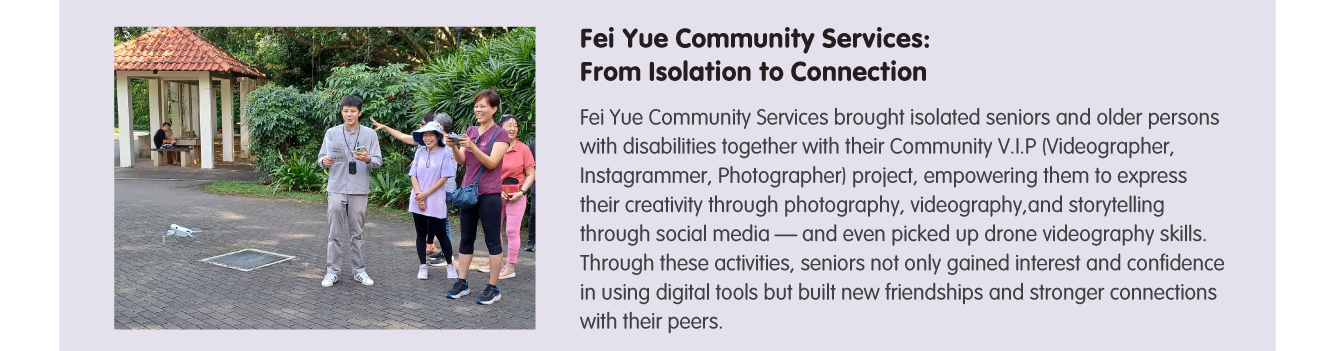 Fei Yue Community Services:
From Isolation to Connection
Fei Yue Community Services brought isolated seniors and older persons
with disabilities together with their Community V.I.P (Videographer,
Instagrammer, Photographer) project, empowering them to express
their creativity through photography, videography,and storytelling
through social media — and even picked up drone videography skills.
Through these activities, seniors not only gained interest and confidence
in using digital tools but built new friendships and stronger connections
with their peers.